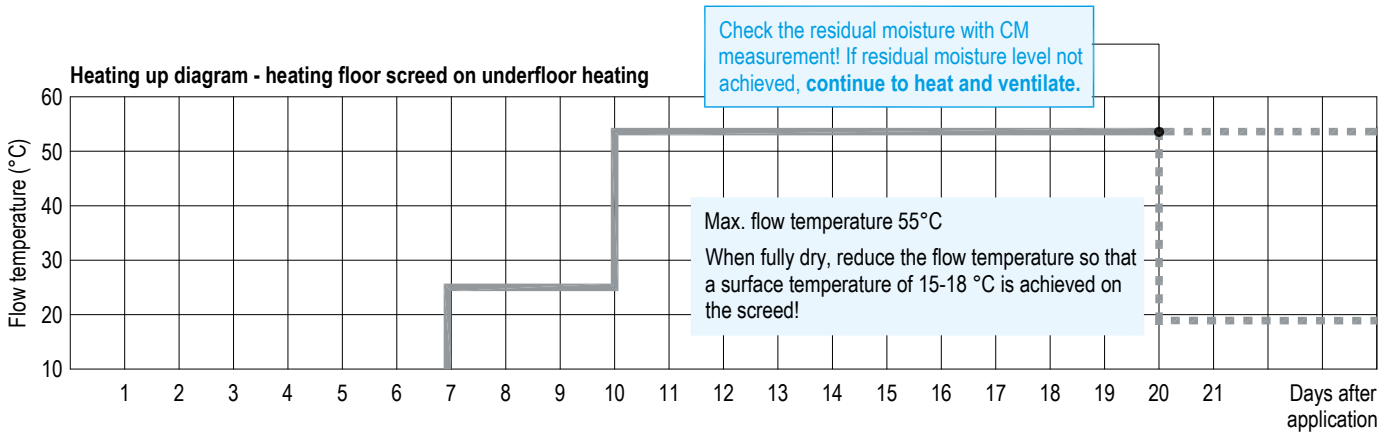 Check the residual moisture with CM
measurement! If residual moisture level not
achieved, continue to heat and ventilate.
Heating up diagram - heating floor screed on underfloor heating
Flow temperature (°C)
60
50
40
30
20
10
Max. flow temperature 55°C
When fully dry, reduce the flow temperature so that
a surface temperature of 15-18 °C is achieved on
the screed!
1 2 3 4 5 6 7 8 9 10 11 12 13 14 15 16 17 18 19 20 21 Days after
application